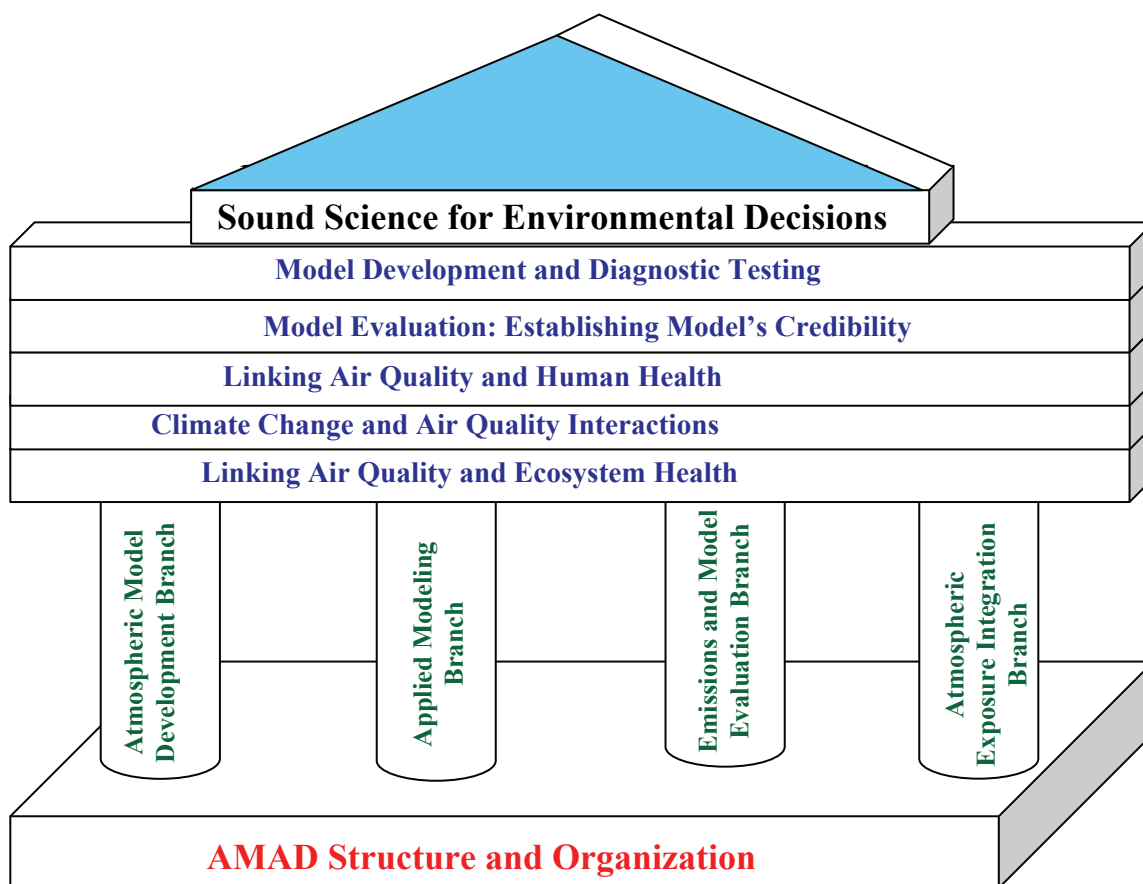 Sound Science for Environmental Decisions
Model Development and Diagnostic Testing
Model Evaluation: Establishing Model’s Credibility
Linking Air Quality and Human Health
Climate Change and Air Quality Interactions
Linking Air Quality and Ecosystem Health
Atmospheric Model
Development Branch
Applied Modeling
Branch
Emissions and Model
Evaluation Branch
Atmospheric
Exposure Integration
Branch
AMAD Structure and Organization